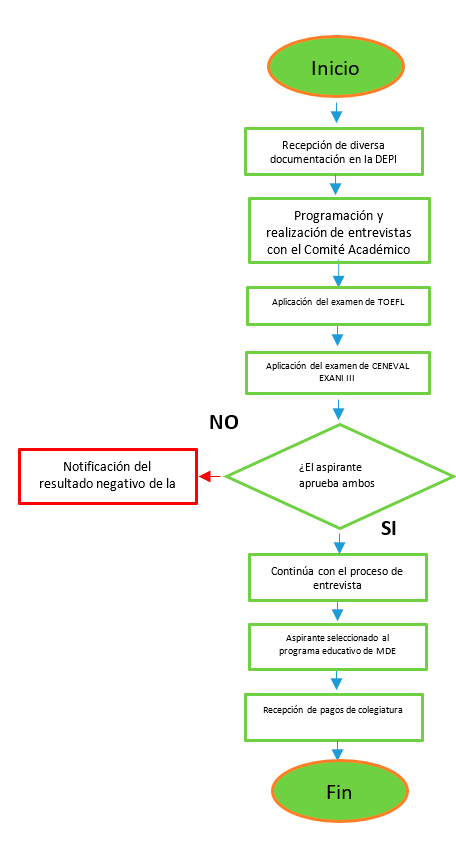 Inicio
Recepción de diversa
documentación en la DEPI
Programación y
realización de entrevistas
con el Comité Académico
Aplicación del examen de TOEFL
Aplicación del examen de CENEVAL
EXANI III
NO
¿El aspirante
aprueba ambos
Notificación del
resultado negativo de la
SI
Continúa con el proceso de
entrevista
Aspirante seleccionado al
programa educativo de MDE
Recepción de pagos de colegiatura
Fin